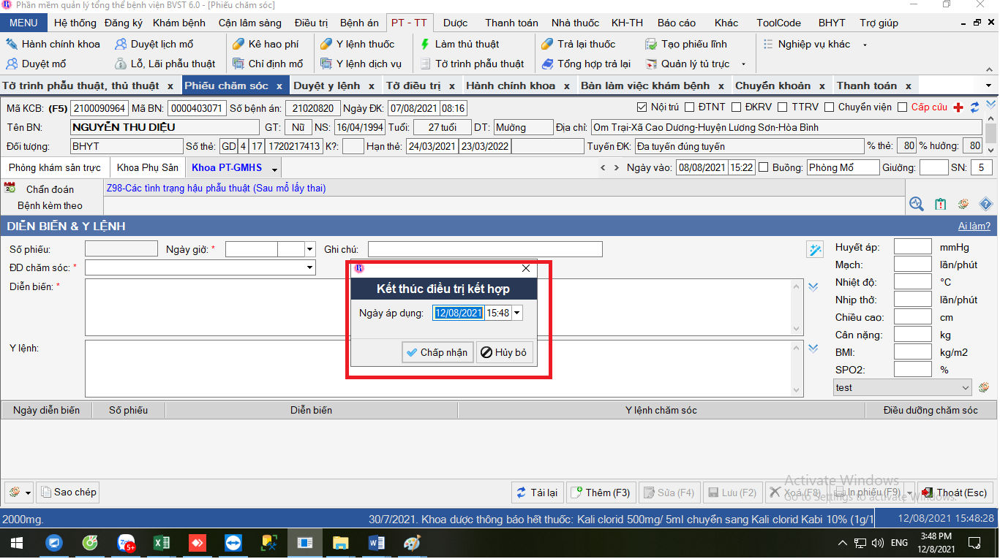 Phần mềm quản lý tổng thể bệnh viện BVST 6.0 - [Phiếu chăm sóc]
MENU Hệ thống Đăng ký Khám bệnh Cận lâm sàng Điều trị Bệnh án PT - TT Dược Thanh toán Nhà thuốc KH-TH Báo cáo Khác ToolCode BHYT Trợ giúp
Hành chính khoa Duyệt lịch mổ Kê hao phí Y lệnh thuốc Làm thủ thuật Trả lại thuốc Tạo phiếu lĩnh Nghiệp vụ khác
Duyệt mổ Lỗ, Lãi phẫu thuật Chỉ định mổ Y lệnh dịch vụ Tờ trình phẫu thuật Tổng hợp trả lại Quản lý tủ trực
Tờ trình phẫu thuật, thủ thuật x Phiếu chăm sóc x Duyệt y lệnh x Tờ điều trị x Hành chính khoa x Bàn làm việc khám bệnh x Chuyển khoản x Thanh toán x
Mã KCB: (F5) 2100090964 Mã BN: 0000403071 Số bệnh án: 21020820 Ngày ĐK: 07/08/2021 08:16 Nội trú ĐTNT ĐKRV TTRV Chuyển viện Cấp cứu
Tên BN: NGUYỄN THU DIỆU GT: Nữ NS: 16/04/1994 Tuổi: 27 tuổi DT: Mường Địa chỉ: Om Trại-Xã Cao Dương-Huyện Lương Sơn-Hòa Bình
Đối tượng: BHYT Số thẻ: GD 4 17 1720217413 K?: Hạn thẻ: 24/03/2021 23/03/2022 Tuyến ĐK: Đa tuyến đúng tuyến % thẻ: 80 % hưởng: 80
Phòng khám sản trực Khoa Phụ Sản Khoa PT-GMHS Ngày vào: 08/08/2021 15:22 Buồng: Phòng Mổ Giường: SN: 5
Chẩn đoán Z98-Các tình trạng hậu phẫu thuật (Sau mổ lấy thai)
Bệnh kèm theo
DIỄN BIẾN & Y LỆNH Ai làm?
Số phiếu: Ngày giờ: * Ghi chú: Huyết áp: mmHg
ĐD chăm sóc: * Mạch: lần/phút
Diễn biến: * Nhiệt độ: °C
Kết thúc điều trị kết hợp
Nhịp thở: lần/phút
Ngày áp dụng: 12/08/2021 15:48
Chiều cao: cm
Cân nặng: kg
Y lệnh: Chấp nhận Hủy bỏ BMI: kg/m2
SPO2: %
test
Ngày diễn biến Số phiếu Diễn biến Y lệnh chăm sóc Điều dưỡng chăm sóc
Activate Windows
Sao chép Tải lại Thêm (F3) Sửa (F4) Lưu (F2) Xoá (F8) In phiếu (F9) Thoát (Esc)
Go to Settings to activate Windows.
2000mg. 30/7/2021. Khoa dược thông báo hết thuốc: Kali clorid 500mg/ 5ml chuyển sang Kali clorid Kabi 10% (1g/1 12/08/2021 15:48:28
5+ ENG 3:48 PM
12/8/2021